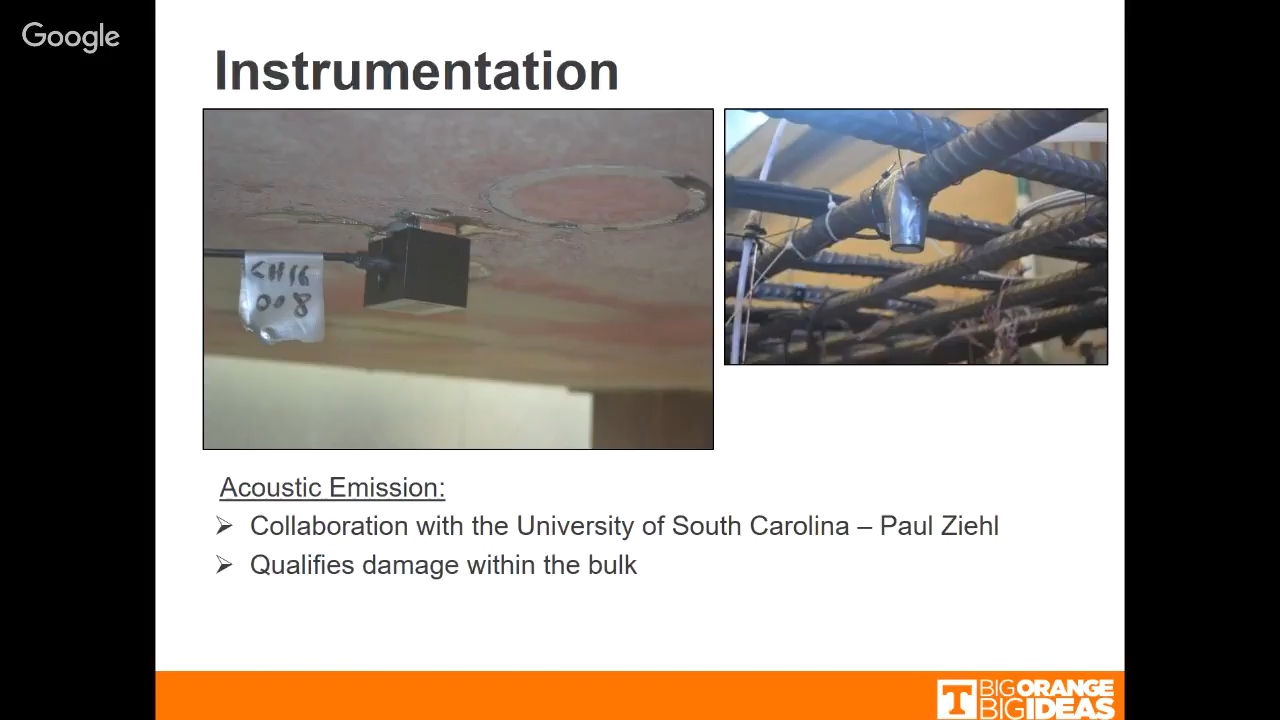 Google
Instrumentation
CH16
008
Acoustic Emission:
Collaboration with the University of South Carolina – Paul Ziehl
Qualifies damage within the bulk
T BIG ORANGE
BIG IDEAS